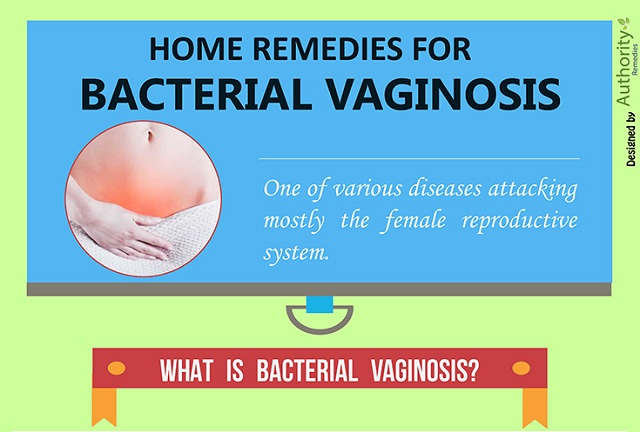 HOME REMEDIES FOR
BACTERIAL VAGINOSIS
One of various diseases attacking
mostly the female reproductive
system.
WHAT IS BACTERIAL VAGINOSIS?
Designed by Authority
Remedies